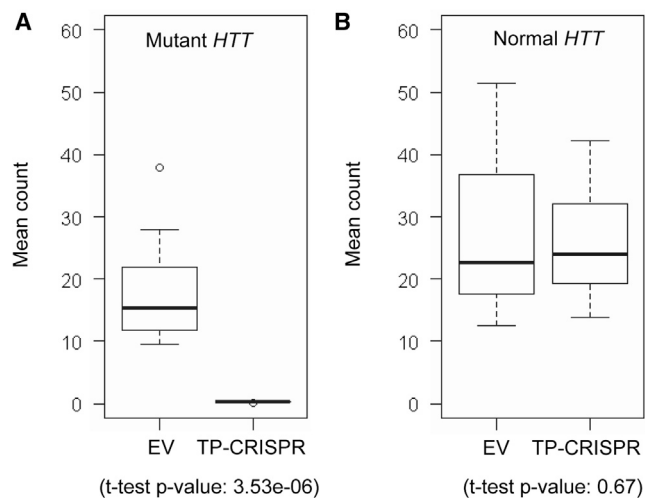 A
Mutant HTT
Mean count
60
50
40
30
20
10
0
EV TP-CRISPR
(t-test p-value: 3.53e-06)
B
Normal HTT
Mean count
60
50
40
30
20
10
0
EV TP-CRISPR
(t-test p-value: 0.67)